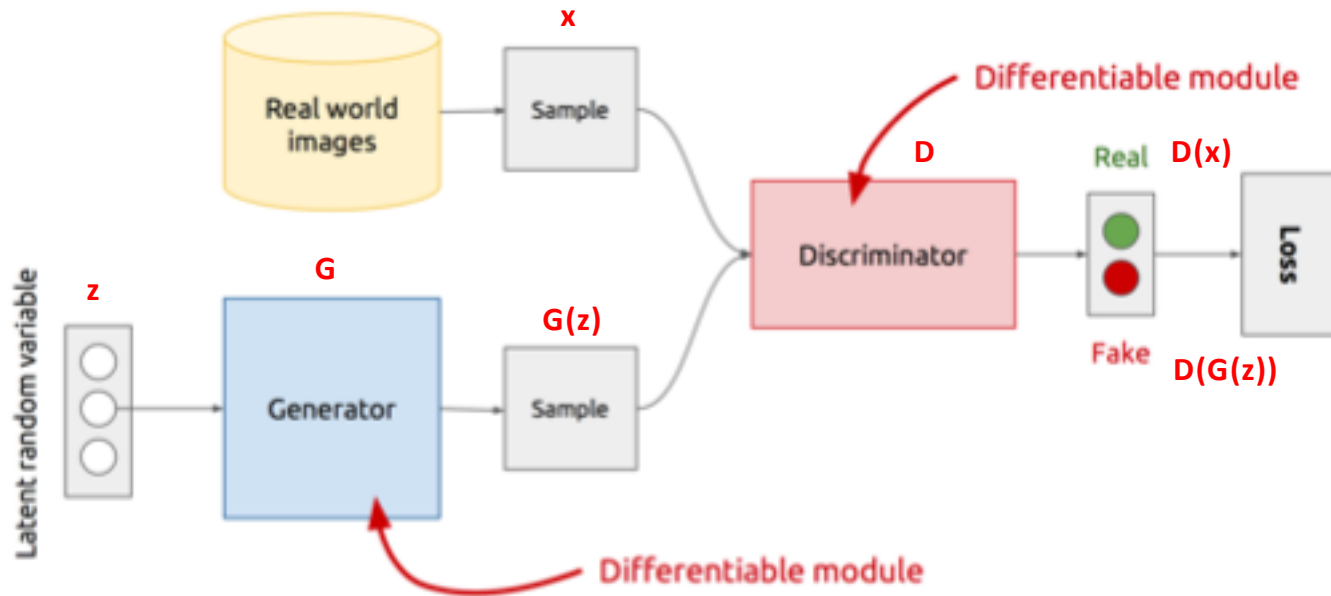 x
Real world
images
Sample
Differentiable module
D
Real
D(x)
Discriminator
Loss
Fake
D(G(z))
Latent random variable
z
G
Generator
G(z)
Sample
Differentiable module